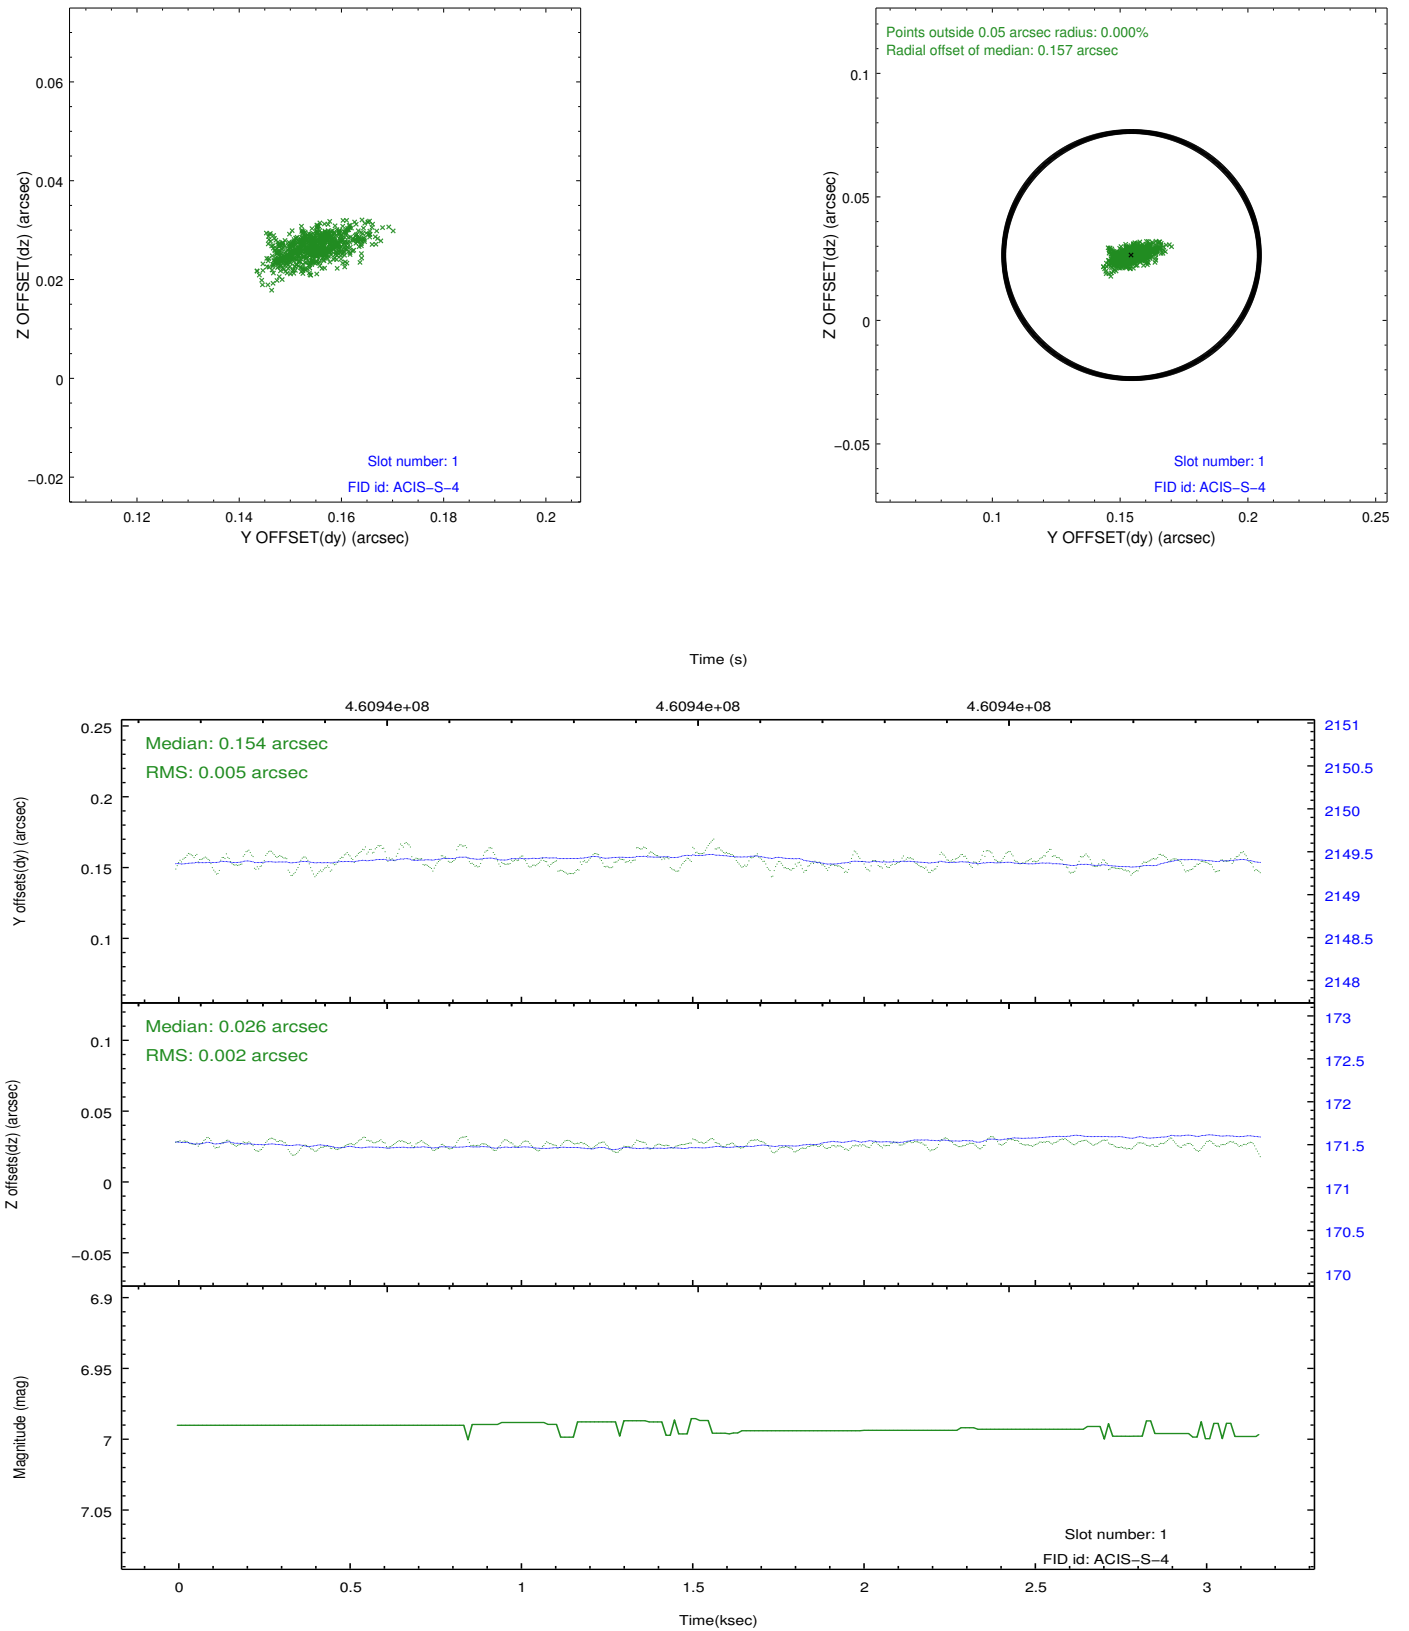 0.06
0.04
0.02
0
−0.02
Z OFFSET(dz) (arcsec)
Slot number: 1
FID id: ACIS−S−4
0.12 0.14 0.16 0.18 0.2
Y OFFSET(dy) (arcsec)
Points outside 0.05 arcsec radius: 0.000%
Radial offset of median: 0.157 arcsec
0.1
0.05
0
−0.05
Z OFFSET(dz) (arcsec)
Slot number: 1
FID id: ACIS−S−4
0.1 0.15 0.2 0.25
Y OFFSET(dy) (arcsec)
Time (s)
4.6094e+08 4.6094e+08 4.6094e+08
Median: 0.154 arcsec
RMS: 0.005 arcsec
0.25
0.2
0.15
0.1
Y offsets(dy) (arcsec)
2151
2150.5
2150
2149.5
2149
2148.5
2148
Median: 0.026 arcsec
RMS: 0.002 arcsec
0.1
0.05
0
−0.05
Z offsets(dz) (arcsec)
173
172.5
172
171.5
171
170.5
170
6.9
6.95
7
7.05
Magnitude (mag)
Slot number: 1
FID id: ACIS−S−4
0 0.5 1 1.5 2 2.5 3
Time(ksec)